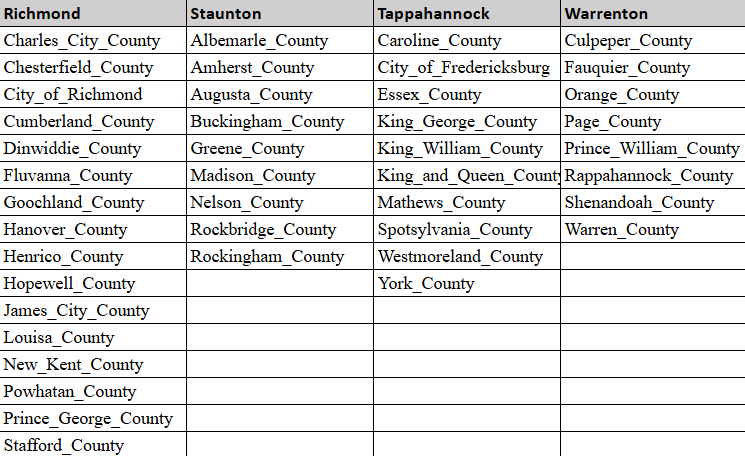 Richmond Staunton Tappahannock Warrenton
Charles_City_County Albemarle_County Caroline_County Culpeper_County
Chesterfield_County Amherst_County City_of_Fredericksburg Fauquier_County
City_of_Richmond Augusta_County Essex_County Orange_County
Cumberland_County Buckingham_County King_George_County Page_County
Dinwiddie_County Greene_County King_William_County Prince_William_County
Fluvanna_County Madison_County King_and_Queen_County Rappahannock_County
Goochland_County Nelson_County Mathews_County Shenandoah_County
Hanover_County Rockbridge_County Spotsylvania_County Warren_County
Henrico_County Rockingham_County Westmoreland_County
Hopewell_County York_County
James_City_County
Louisa_County
New_Kent_County
Powhatan_County
Prince_George_County
Stafford_County